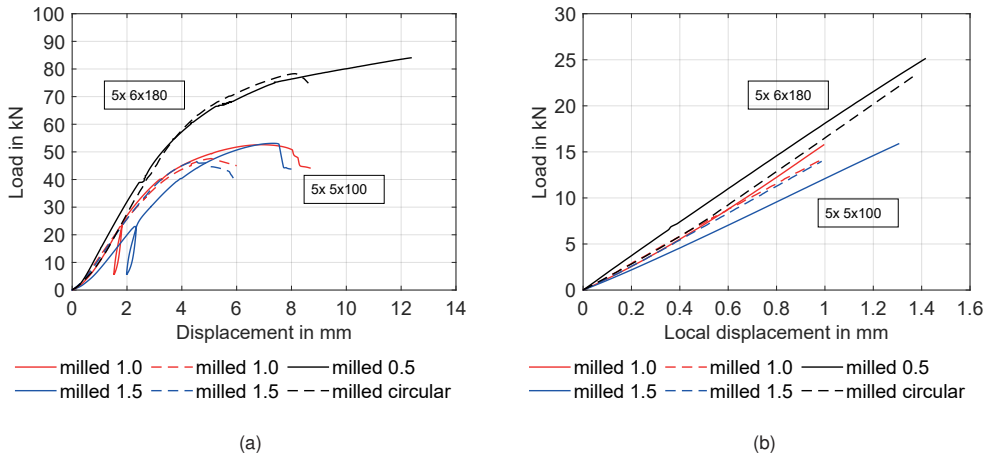 100
90
80
70
60
50
40
30
20
10
0
Load in kN
5x 6x180
5x 5x100
0 2 4 6 8 10 12 14
Displacement in mm
milled 1.0 milled 1.0 milled 0.5
milled 1.5 milled 1.5 milled circular
(a)
30
25
20
15
10
5
0
Load in kN
5x 6x180
5x 5x100
0 0.2 0.4 0.6 0.8 1 1.2 1.4 1.6
Local displacement in mm
milled 1.0 milled 1.0 milled 0.5
milled 1.5 milled 1.5 milled circular
(b)